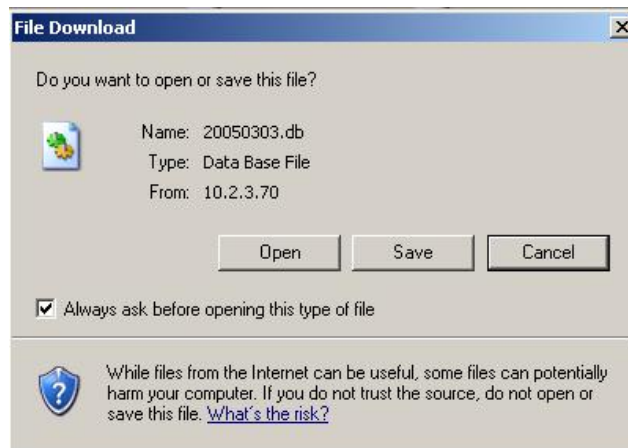 File Download
Do you want to open or save this file?
Name: 20050303.db
Type: Data Base File
From: 10.2.3.70
Open Save Cancel
Always ask before opening this type of file
While files from the Internet can be useful, some files can potentially
harm your computer. If you do not trust the source, do not open or
save this file. What's the risk?